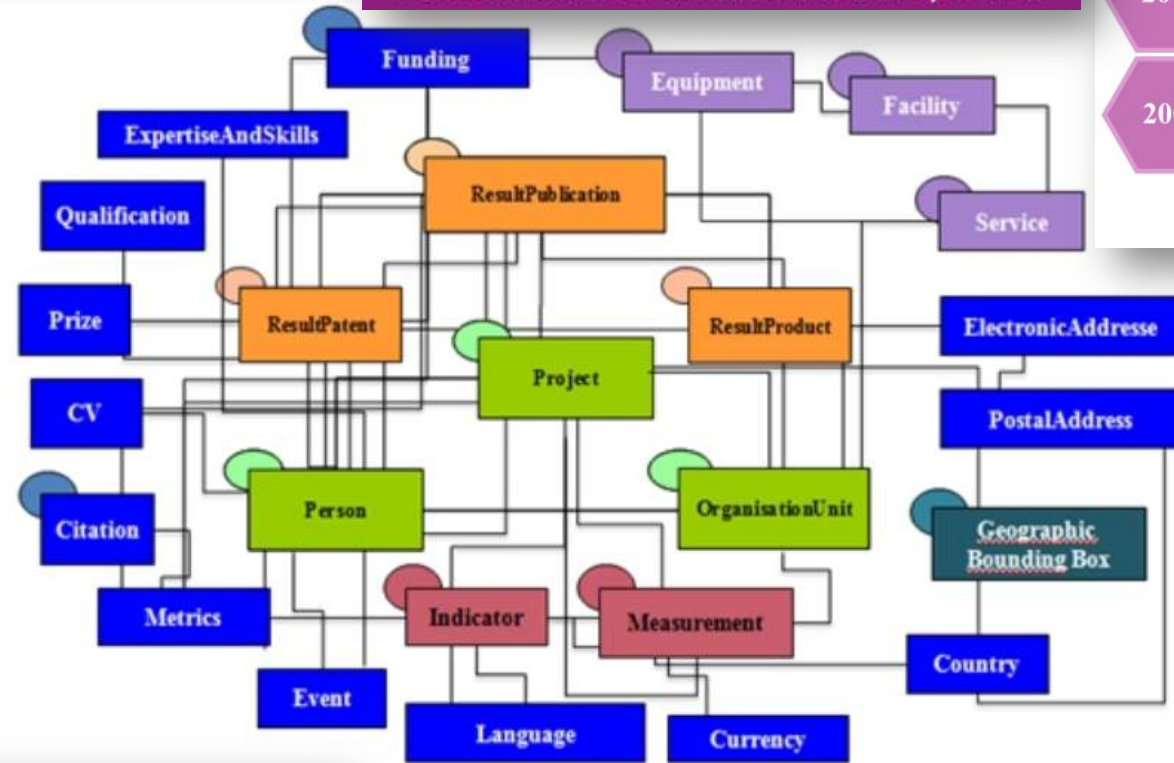 Funding
Equipment
Facility
ExpertiseAndSkills
ResultPublication
Qualification
Service
Prize
ResultPatent
ResultProduct
ElectronicAddresse
Project
CV
PostalAddress
Person
OrganisationUnit
Citation
Geographic
Bounding Box
Metrics
Indicator
Measurement
Country
Event
Language
Currency